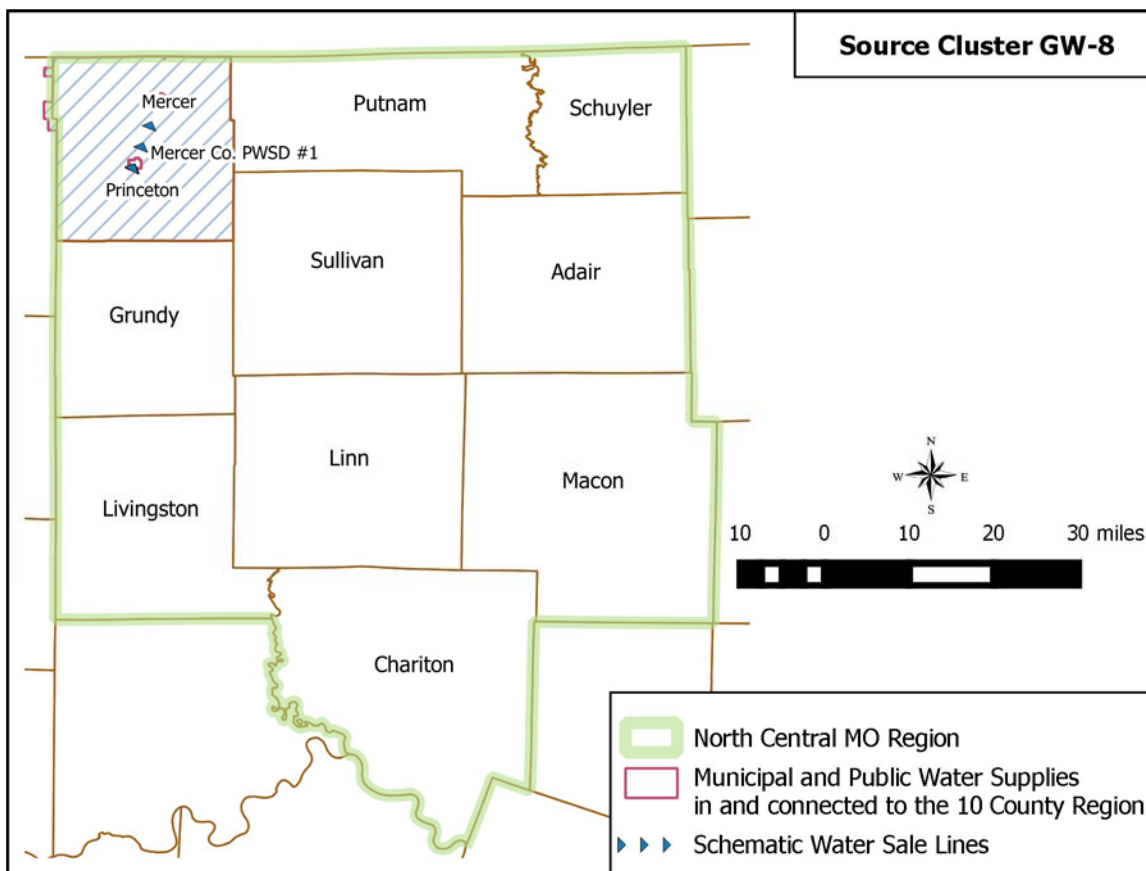 Source Cluster GW-8
Mercer
Putnam
Schuyler
Mercer Co. PWSD #1
Princeton
Sullivan
Adair
Grundy
Linn
Macon
Livingston
Chariton
N
W E
S
10 0 10 20 30 miles
North Central MO Region
Municipal and Public Water Supplies
in and connected to the 10 County Region
Schematic Water Sale Lines